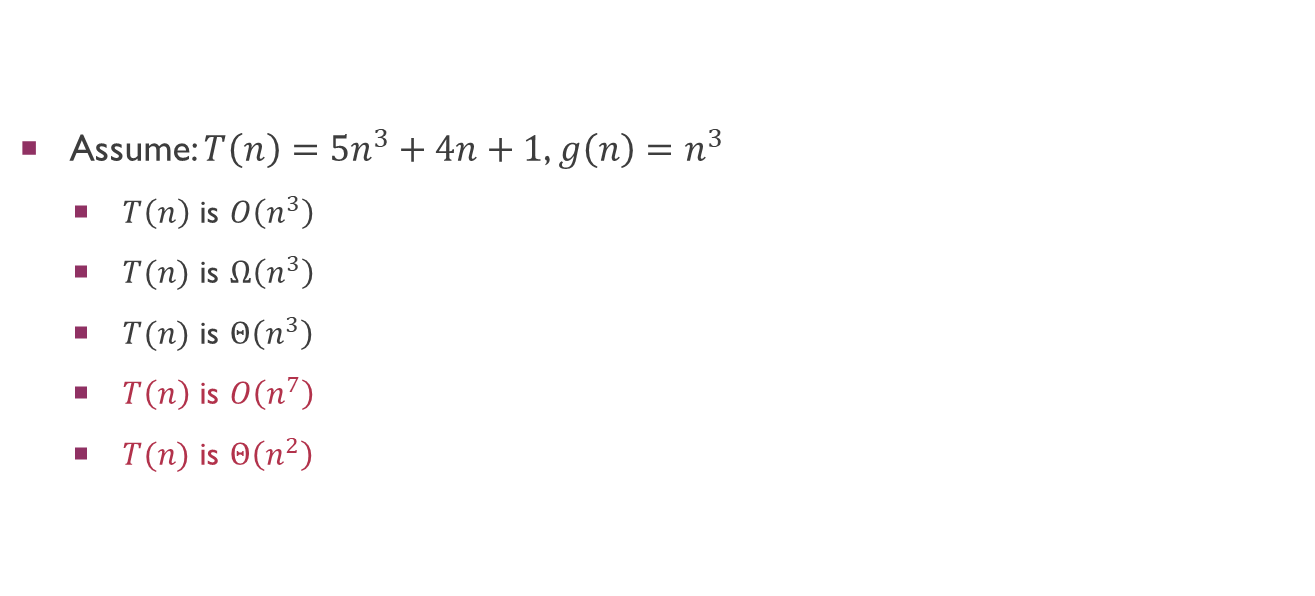 Assume: T(n) = 5n³ + 4n + 1, g(n) = n³
T(n) is O(n³)
T(n) is Ω(n³)
T(n) is Θ(n³)
T(n) is O(n⁷)
T(n) is Θ(n²)